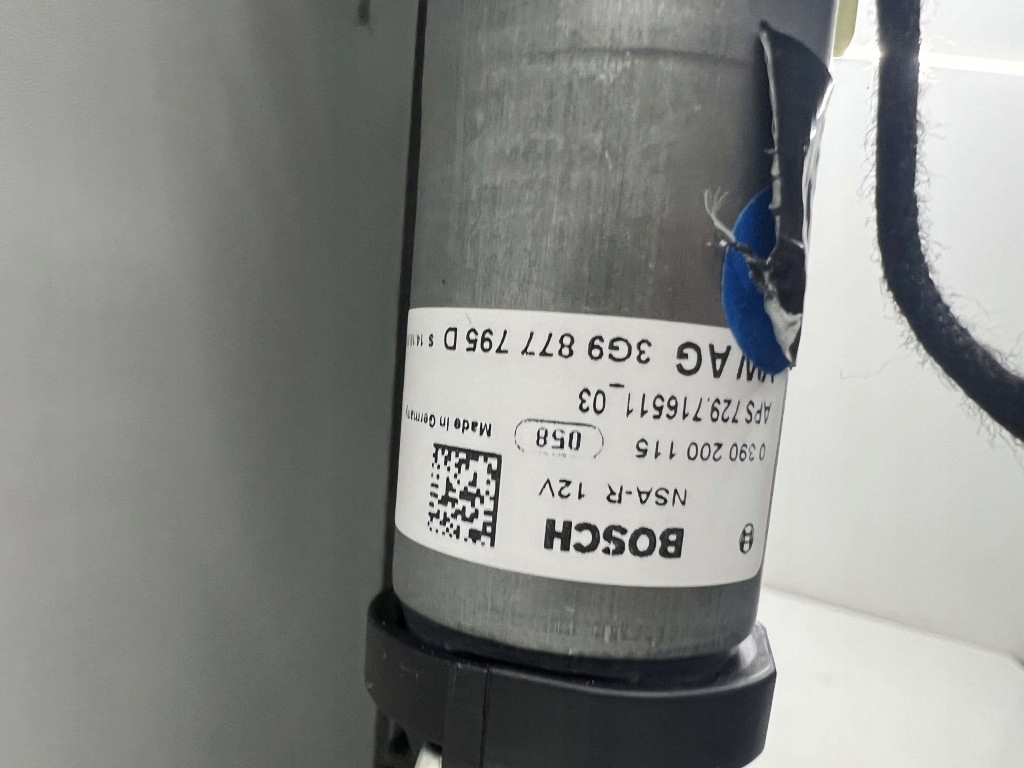 BOSCH
NSA-R 12V
0 390 200 115 058
APS 729.716511_03 Made in Germany
VW AG 3G9 877 795 D